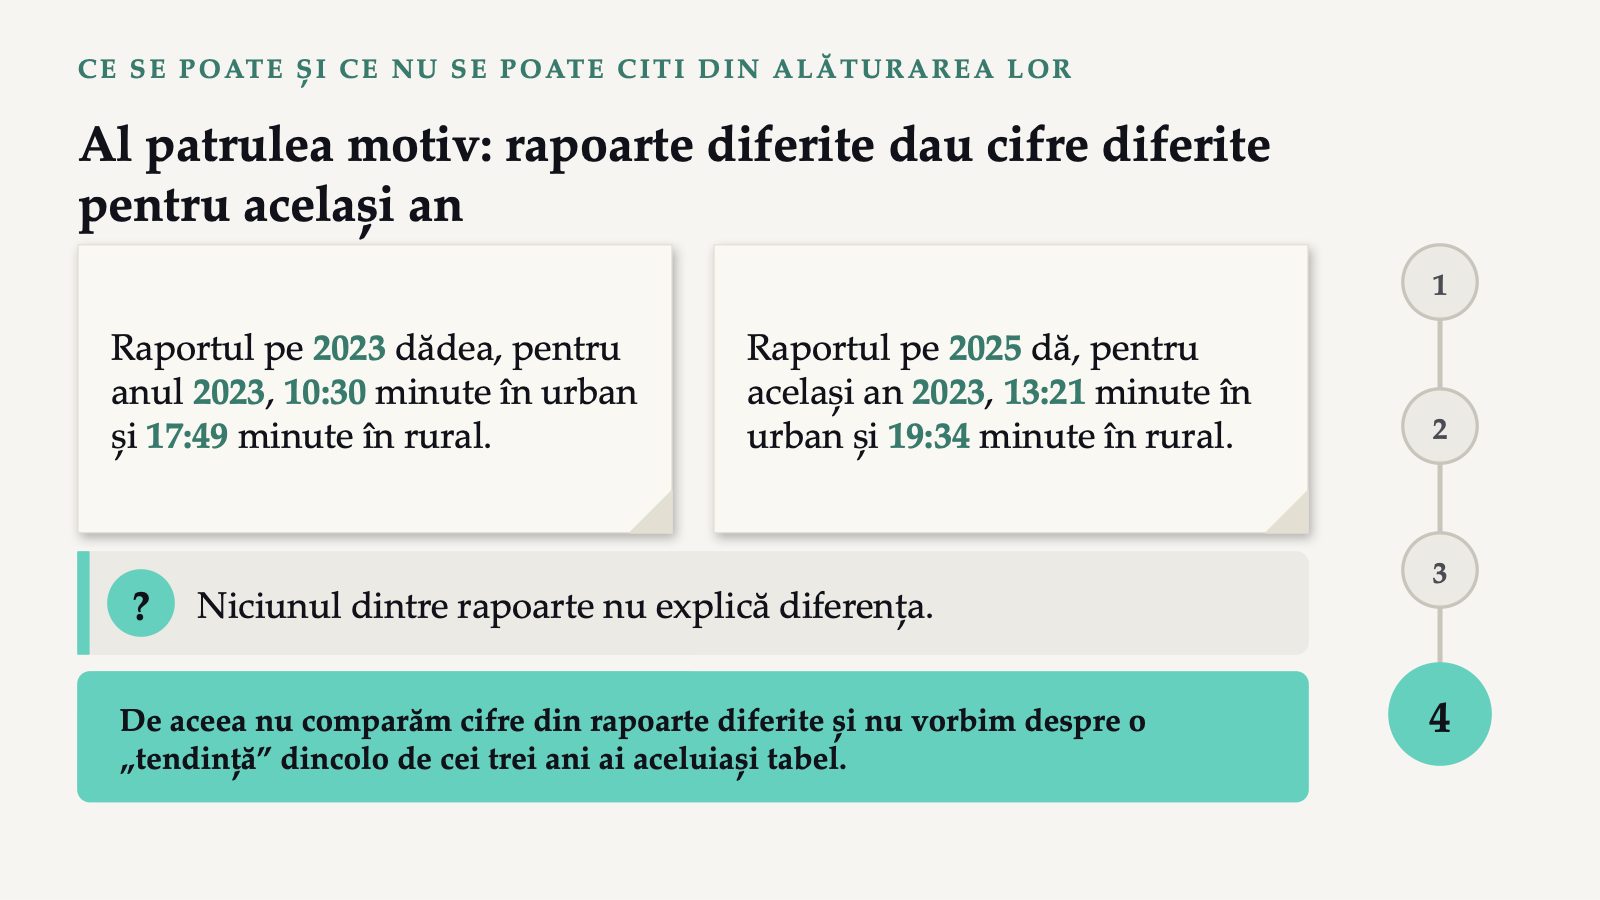 CE SE POATE ȘI CE NU SE POATE CITI DIN ALĂTURAREA LOR
Al patrulea motiv: rapoarte diferite dau cifre diferite
pentru același an
Raportul pe 2023 dădea, pentru
anul 2023, 10:30 minute în urban
și 17:49 minute în rural.
Raportul pe 2025 dă, pentru
același an 2023, 13:21 minute în
urban și 19:34 minute în rural.
? Niciunul dintre rapoarte nu explică diferența.
De aceea nu comparăm cifre din rapoarte diferite și nu vorbim despre o
„tendință” dincolo de cei trei ani ai aceluiași tabel.
1
2
3
4